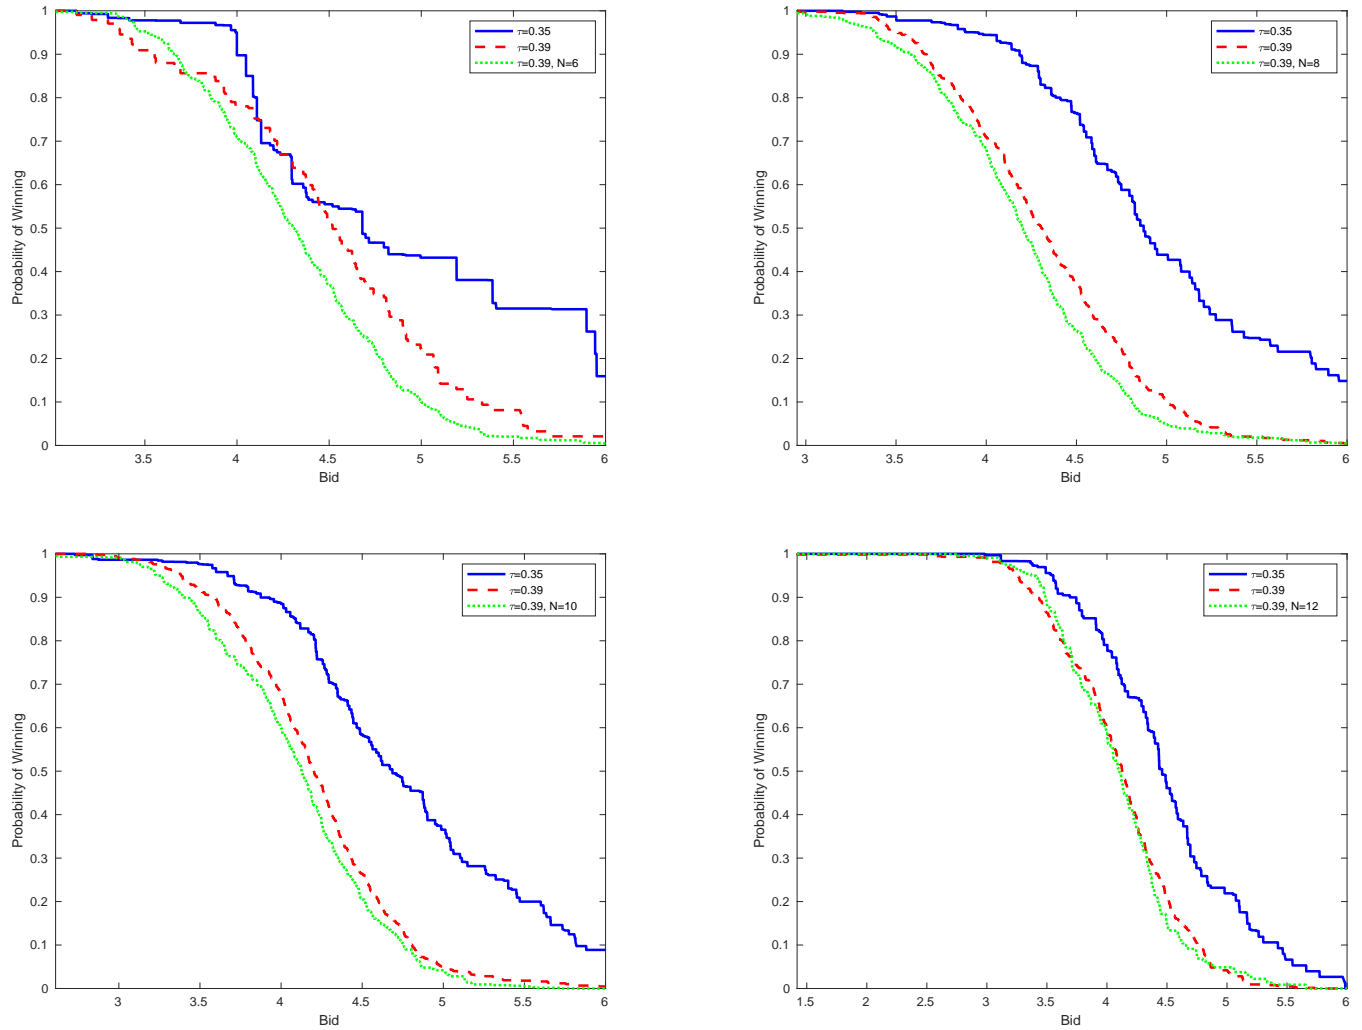 1
0.9
0.8
0.7
0.6
0.5
0.4
0.3
0.2
0.1
0
Probability of Winning
3.5 4 4.5 5 5.5 6
Bid
τ=0.35
τ=0.39
τ=0.39, N=6
1
0.9
0.8
0.7
0.6
0.5
0.4
0.3
0.2
0.1
0
Probability of Winning
3 3.5 4 4.5 5 5.5 6
Bid
τ=0.35
τ=0.39
τ=0.39, N=8
1
0.9
0.8
0.7
0.6
0.5
0.4
0.3
0.2
0.1
0
Probability of Winning
3 3.5 4 4.5 5 5.5 6
Bid
τ=0.35
τ=0.39
τ=0.39, N=10
1
0.9
0.8
0.7
0.6
0.5
0.4
0.3
0.2
0.1
0
Probability of Winning
1.5 2 2.5 3 3.5 4 4.5 5 5.5 6
Bid
τ=0.35
τ=0.39
τ=0.39, N=12